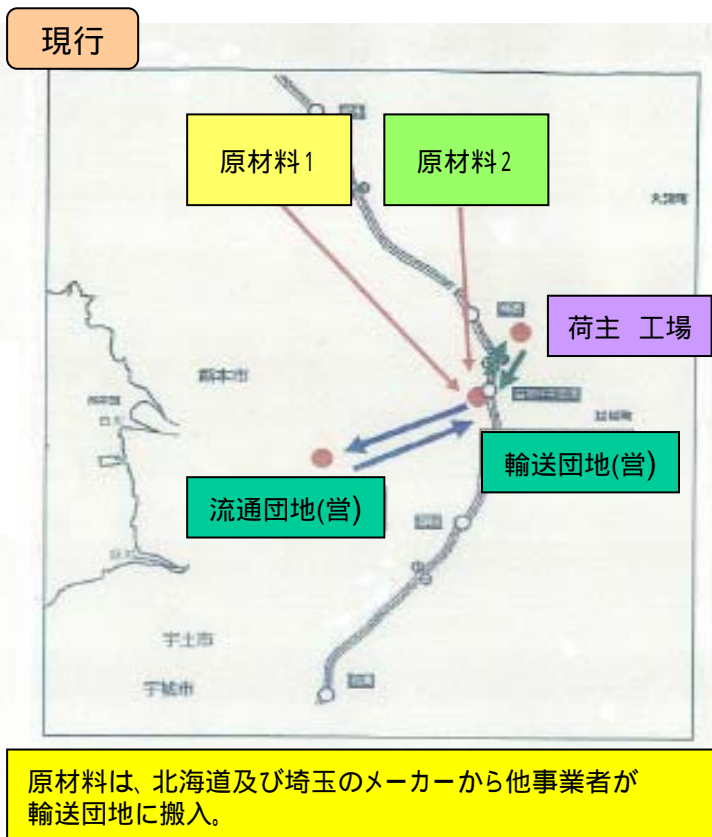 現行
原材料1
原材料2
荷主 工場
熊本市
輸送団地(営)
流通団地(営)
宇土市
宇城市
原材料は、北海道及び埼玉のメーカーから他事業者が
輸送団地に搬入。